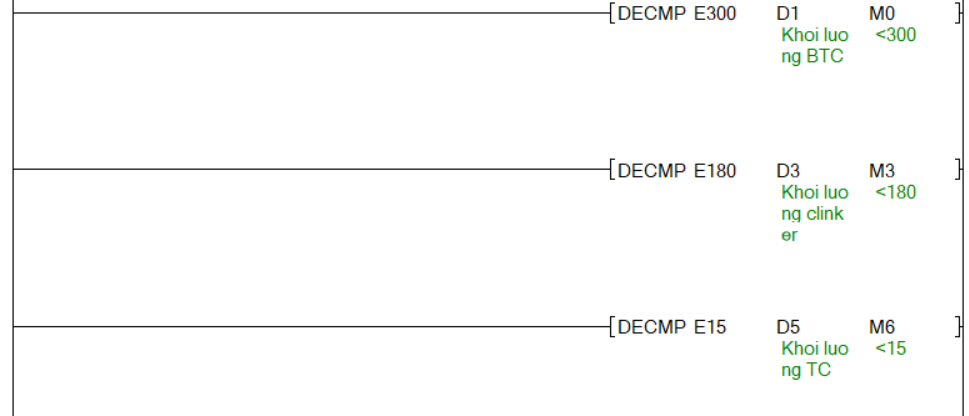 [DECMP E300 D1 M0 ]
Khoi luo <300
ng BTC
[DECMP E180 D3 M3 ]
Khoi luo <180
ng clink
er
[DECMP E15 D5 M6 ]
Khoi luo <15
ng TC